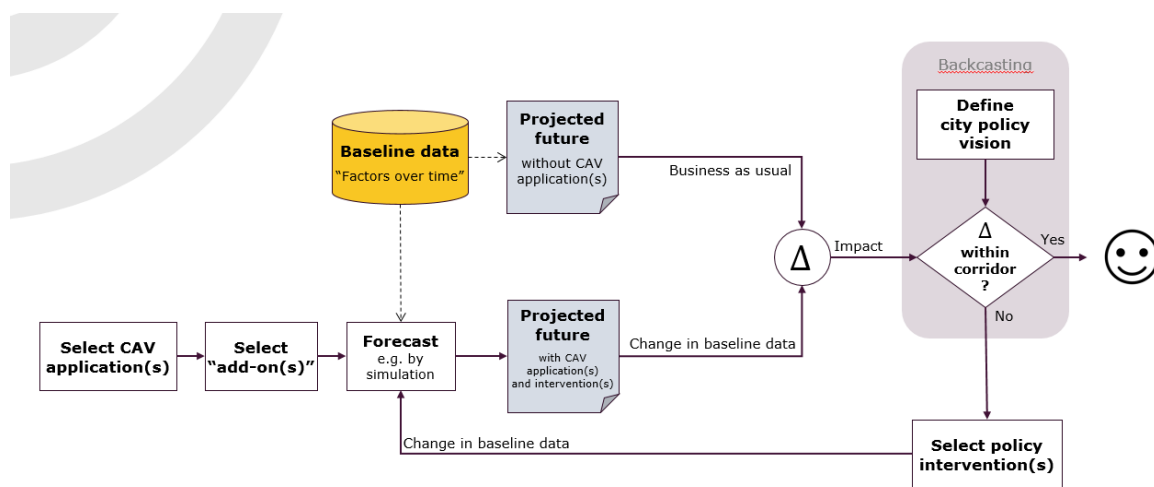 Backcasting
Define
city policy
vision
Projected
future
without CAV
application(s)
Baseline data
“Factors over time”
Business as usual
Δ
Impact
Δ
within
corridor
?
Yes
No
Select CAV
application(s)
Select
“add-on(s)”
Forecast
e.g. by
simulation
Projected
future
with CAV
application(s)
and intervention(s)
Change in baseline data
Change in baseline data
Select policy
intervention(s)